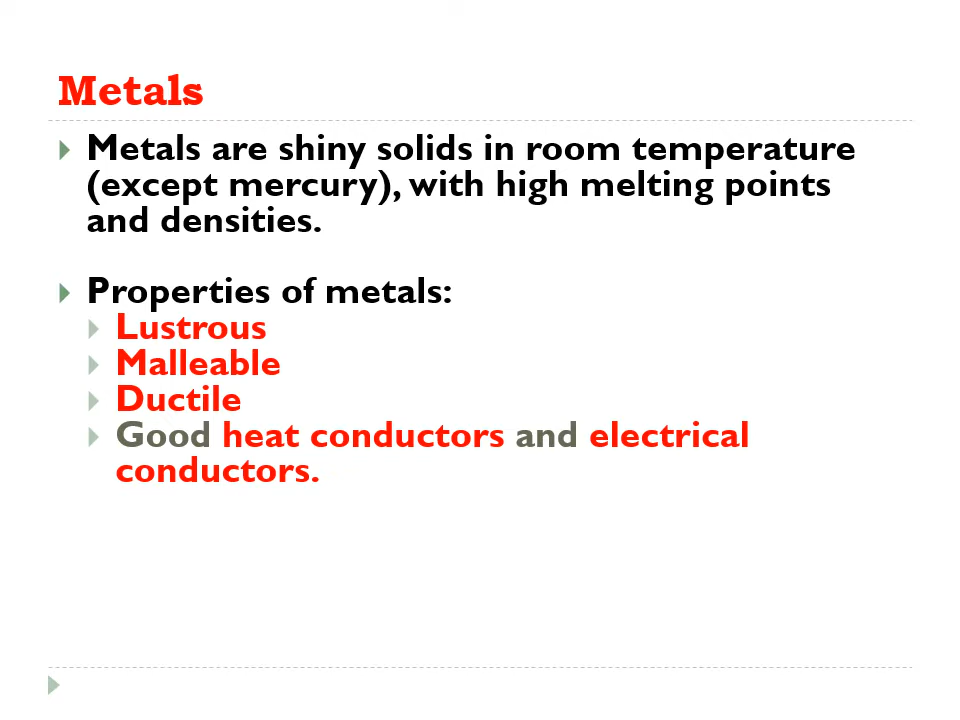 Metals
Metals are shiny solids in room temperature
(except mercury), with high melting points
and densities.
Properties of metals:
Lustrous
Malleable
Ductile
Good heat conductors and electrical
conductors.